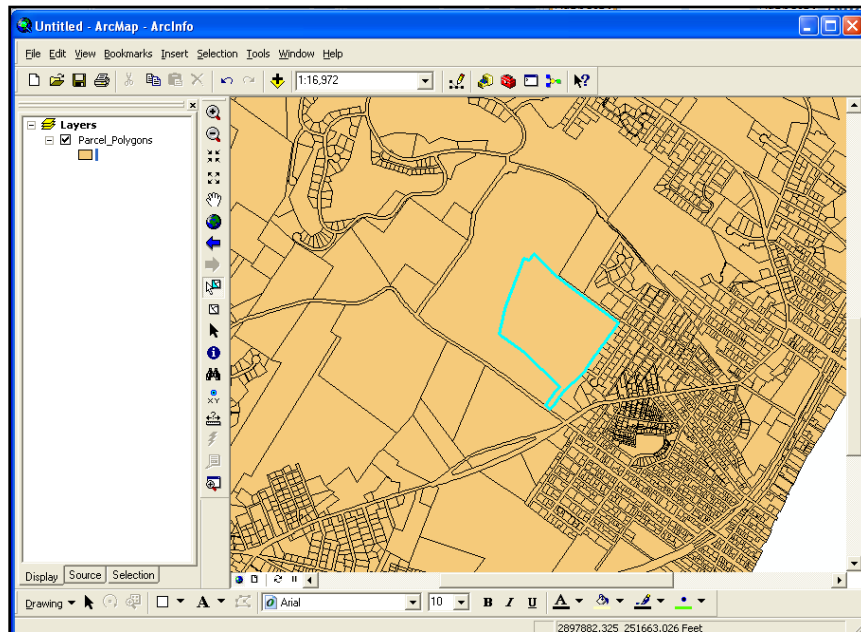 Untitled - ArcMap - ArcInfo
File Edit View Bookmarks Insert Selection Tools Window Help
1:16,972
Layers
Parcel_Polygons
XY
Display Source Selection
Drawing A Arial 10 B I U A
2897882.325 251663.026 Feet